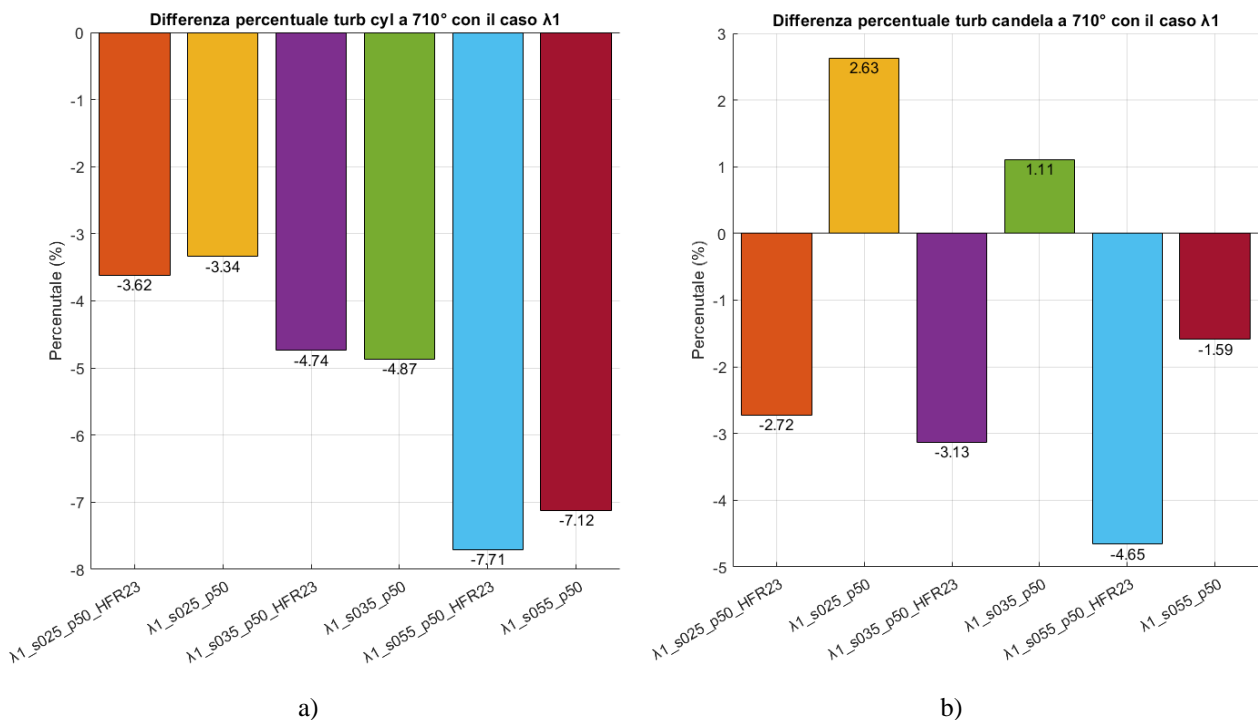 Differenza percentuale turb cyl a 710° con il caso λ1
0
-1
-2
-3
-4
-5
-6
-7
-8
Percenutale (%)
-3.62
-3.34
-4.74
-4.87
-7.71
-7.12
λ1_s025_p50_HFR23
λ1_s025_p50
λ1_s035_p50_HFR23
λ1_s035_p50
λ1_s055_p50_HFR23
λ1_s055_p50
a)
Differenza percentuale turb candela a 710° con il caso λ1
3
2
1
0
-1
-2
-3
-4
-5
Percenutale (%)
-2.72
2.63
-3.13
1.11
-4.65
-1.59
λ1_s025_p50_HFR23
λ1_s025_p50
λ1_s035_p50_HFR23
λ1_s035_p50
λ1_s055_p50_HFR23
λ1_s055_p50
b)